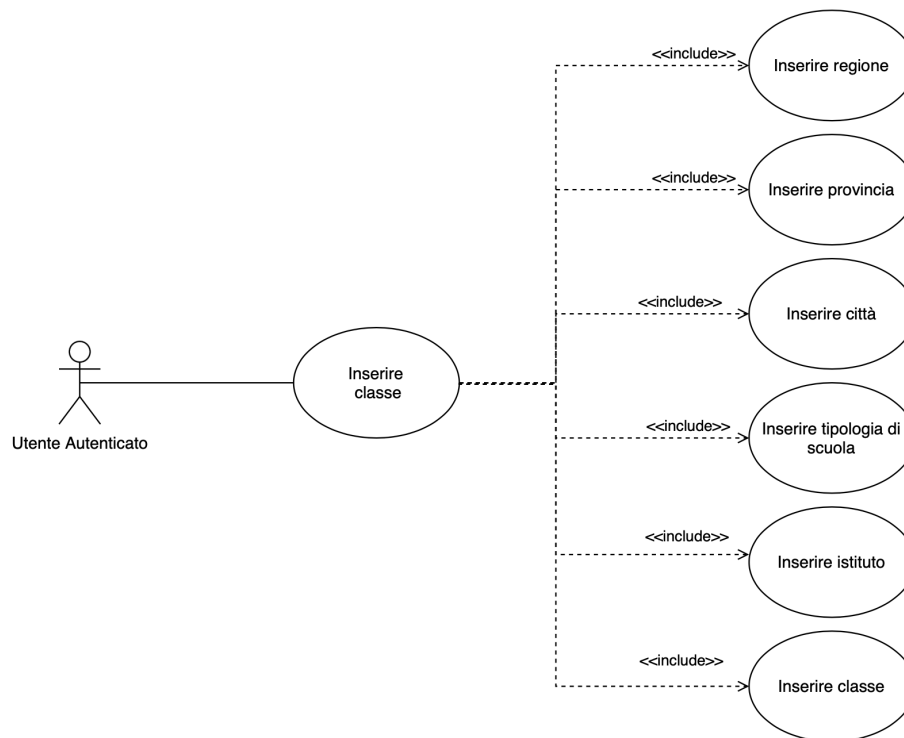 <<include>>
Inserire regione
<<include>>
Inserire provincia
<<include>>
Inserire città
Inserire
classe
Utente Autenticato
<<include>>
Inserire tipologia di
scuola
<<include>>
Inserire istituto
<<include>>
Inserire classe